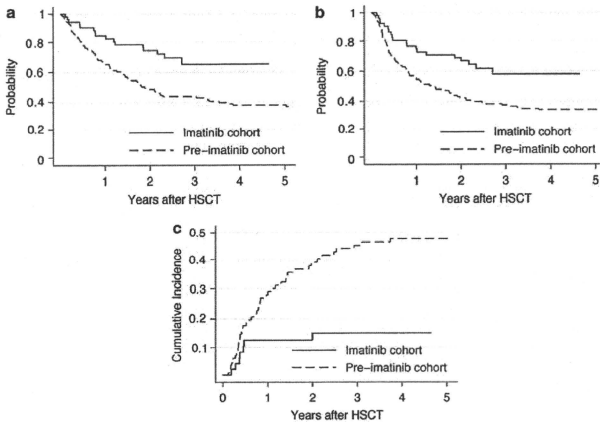 a
1
0.8
0.6
0.4
0.2
0
Probability
Imatinib cohort
Pre-imatinib cohort
1 2 3 4 5
Years after HSCT
b
1
0.8
0.6
0.4
0.2
0
Probability
Imatinib cohort
Pre-imatinib cohort
1 2 3 4 5
Years after HSCT
c
0.5
0.4
0.3
0.2
0.1
Cumulative Incidence
Imatinib cohort
Pre-imatinib cohort
0 1 2 3 4 5
Years after HSCT